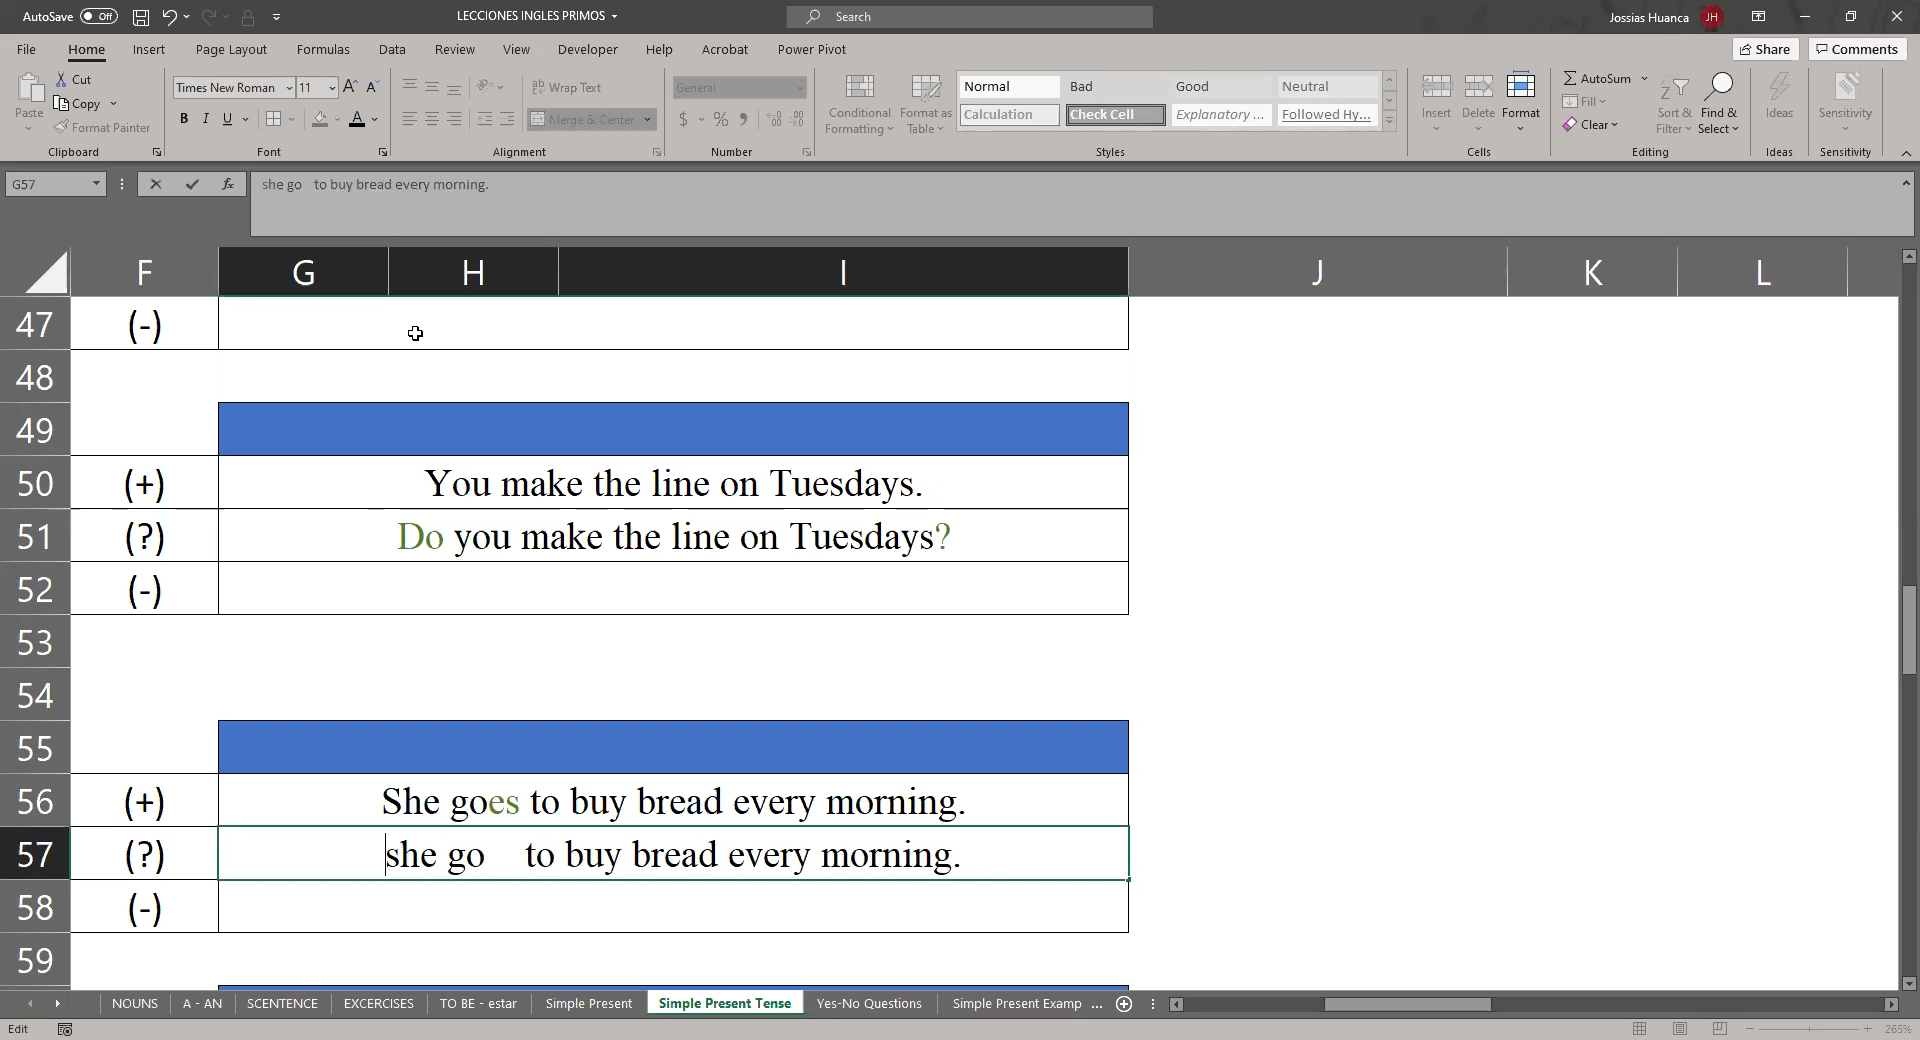 AutoSave Off
LECCIONES INGLES PRIMOS
Search
Jossias Huanca JH
File Home Insert Page Layout Formulas Data Review View Developer Help Acrobat Power Pivot
Share Comments
Paste
Cut
Copy
Format Painter
Clipboard
Times New Roman 11
B I U
Font
Wrap Text
Merge & Center
Alignment
General
$ % ,
Number
Conditional Formatting
Format as Table
Normal Bad Good Neutral
Calculation Check Cell Explanatory ... Followed Hy...
Styles
Insert Delete Format
Cells
AutoSum
Fill
Clear
Sort & Filter
Find & Select
Editing
Ideas
Ideas
Sensitivity
Sensitivity
G57
fx
she go   to buy bread every morning.
F G H I J K L
47 (-)
48
49
50 (+) You make the line on Tuesdays.
51 (?) Do you make the line on Tuesdays?
52 (-)
53
54
55
56 (+) She goes to buy bread every morning.
57 (?) she go    to buy bread every morning.
58 (-)
59
NOUNS A - AN SCENTENCE EXCERCISES TO BE - estar Simple Present Simple Present Tense Yes-No Questions Simple Present Examp ...
Edit
265%